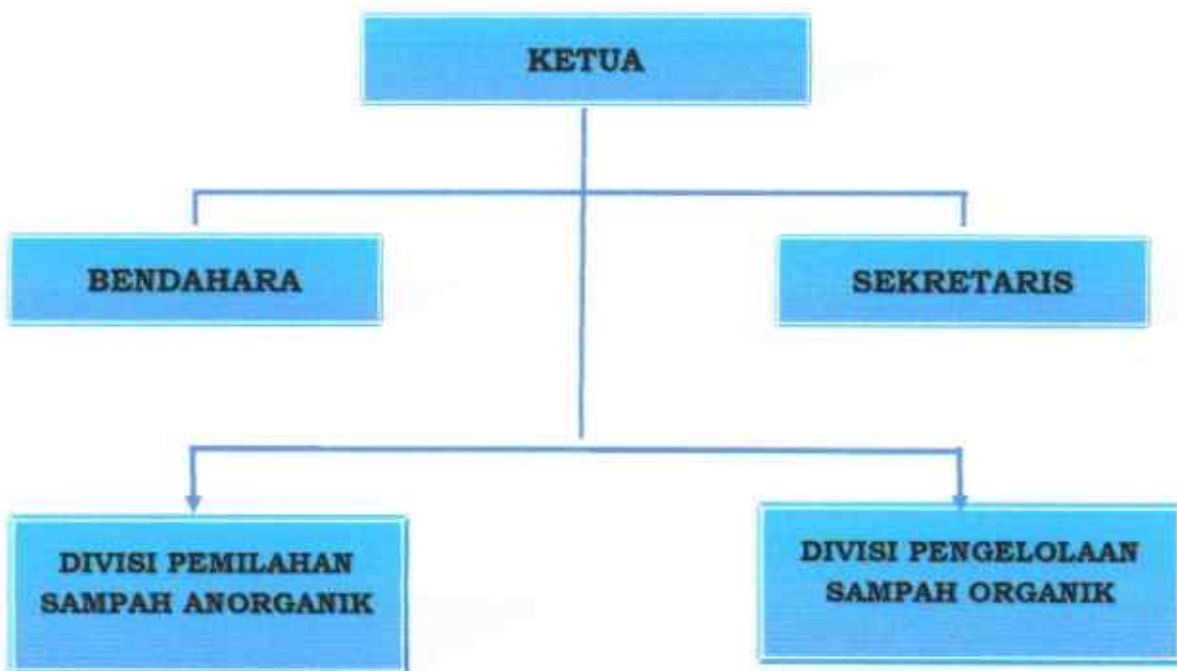 KETUA
BENDAHARA
SEKRETARIS
DIVISI PEMILAHAN
SAMPAH ANORGANIK
DIVISI PENGELOLAAN
SAMPAH ORGANIK